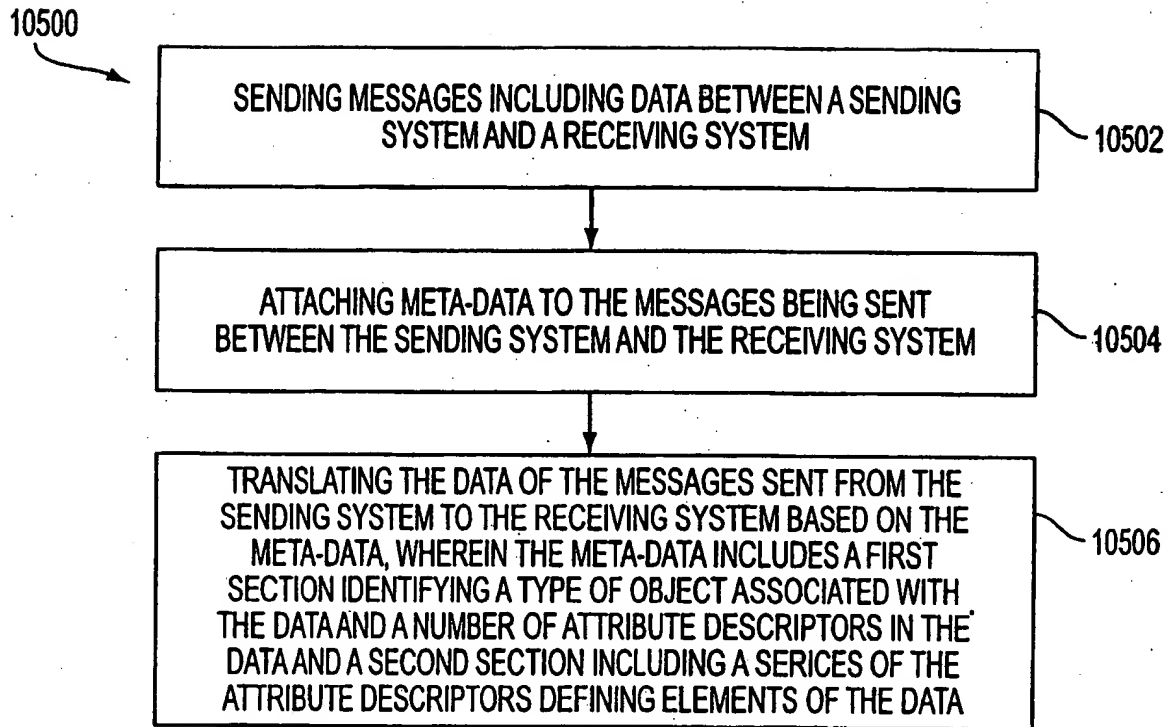 10500
SENDING MESSAGES INCLUDING DATA BETWEEN A SENDING
SYSTEM AND A RECEIVING SYSTEM
10502
ATTACHING META-DATA TO THE MESSAGES BEING SENT
BETWEEN THE SENDING SYSTEM AND THE RECEIVING SYSTEM
10504
TRANSLATING THE DATA OF THE MESSAGES SENT FROM THE
SENDING SYSTEM TO THE RECEIVING SYSTEM BASED ON THE
META-DATA, WHEREIN THE META-DATA INCLUDES A FIRST
SECTION IDENTIFYING A TYPE OF OBJECT ASSOCIATED WITH
THE DATA AND A NUMBER OF ATTRIBUTE DESCRIPTORS IN THE
DATA AND A SECOND SECTION INCLUDING A SERICES OF THE
ATTRIBUTE DESCRIPTORS DEFINING ELEMENTS OF THE DATA
10506